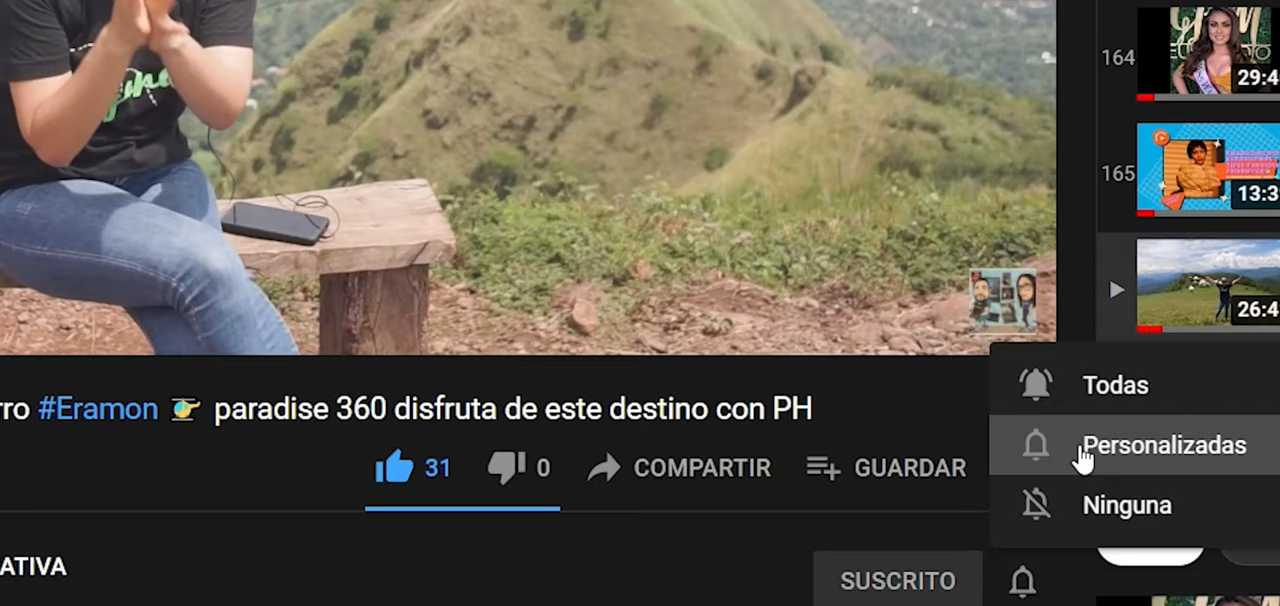 164
29:4
165
13:3
26:4
rro #Eramon paradise 360 disfruta de este destino con PH
31
0
COMPARTIR
GUARDAR
Todas
Personalizadas
Ninguna
ATIVA
SUSCRITO